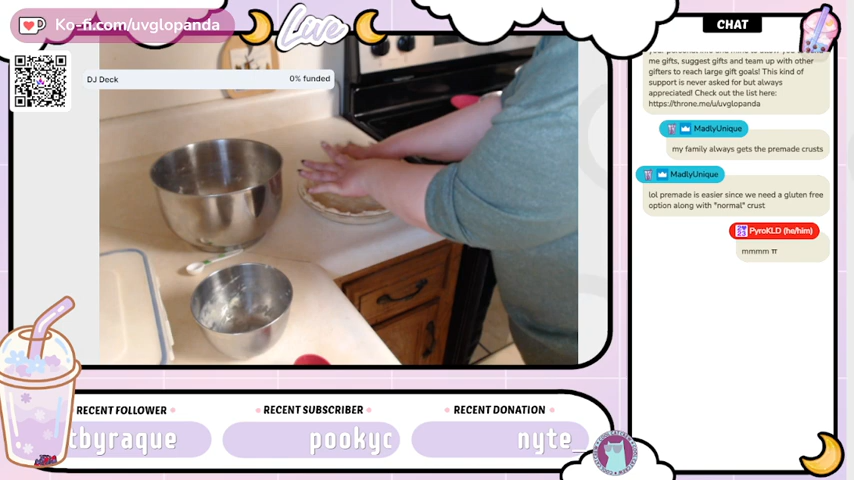 Ko-fi.com/uvglopanda
Live
DJ Deck
0% funded
CHAT
me gifts, suggest gifts and team up with other
gifters to reach large gift goals! This kind of
support is never asked for but always
appreciated! Check out the list here:
https://throne.me/u/uvglopanda
MadlyUnique
my family always gets the premade crusts
MadlyUnique
lol premade is easier since we need a gluten free
option along with "normal" crust
PyroKLD (he/him)
mmmm π
RECENT FOLLOWER
RECENT SUBSCRIBER
RECENT DONATION
tbyraque
pookyc
nyte_